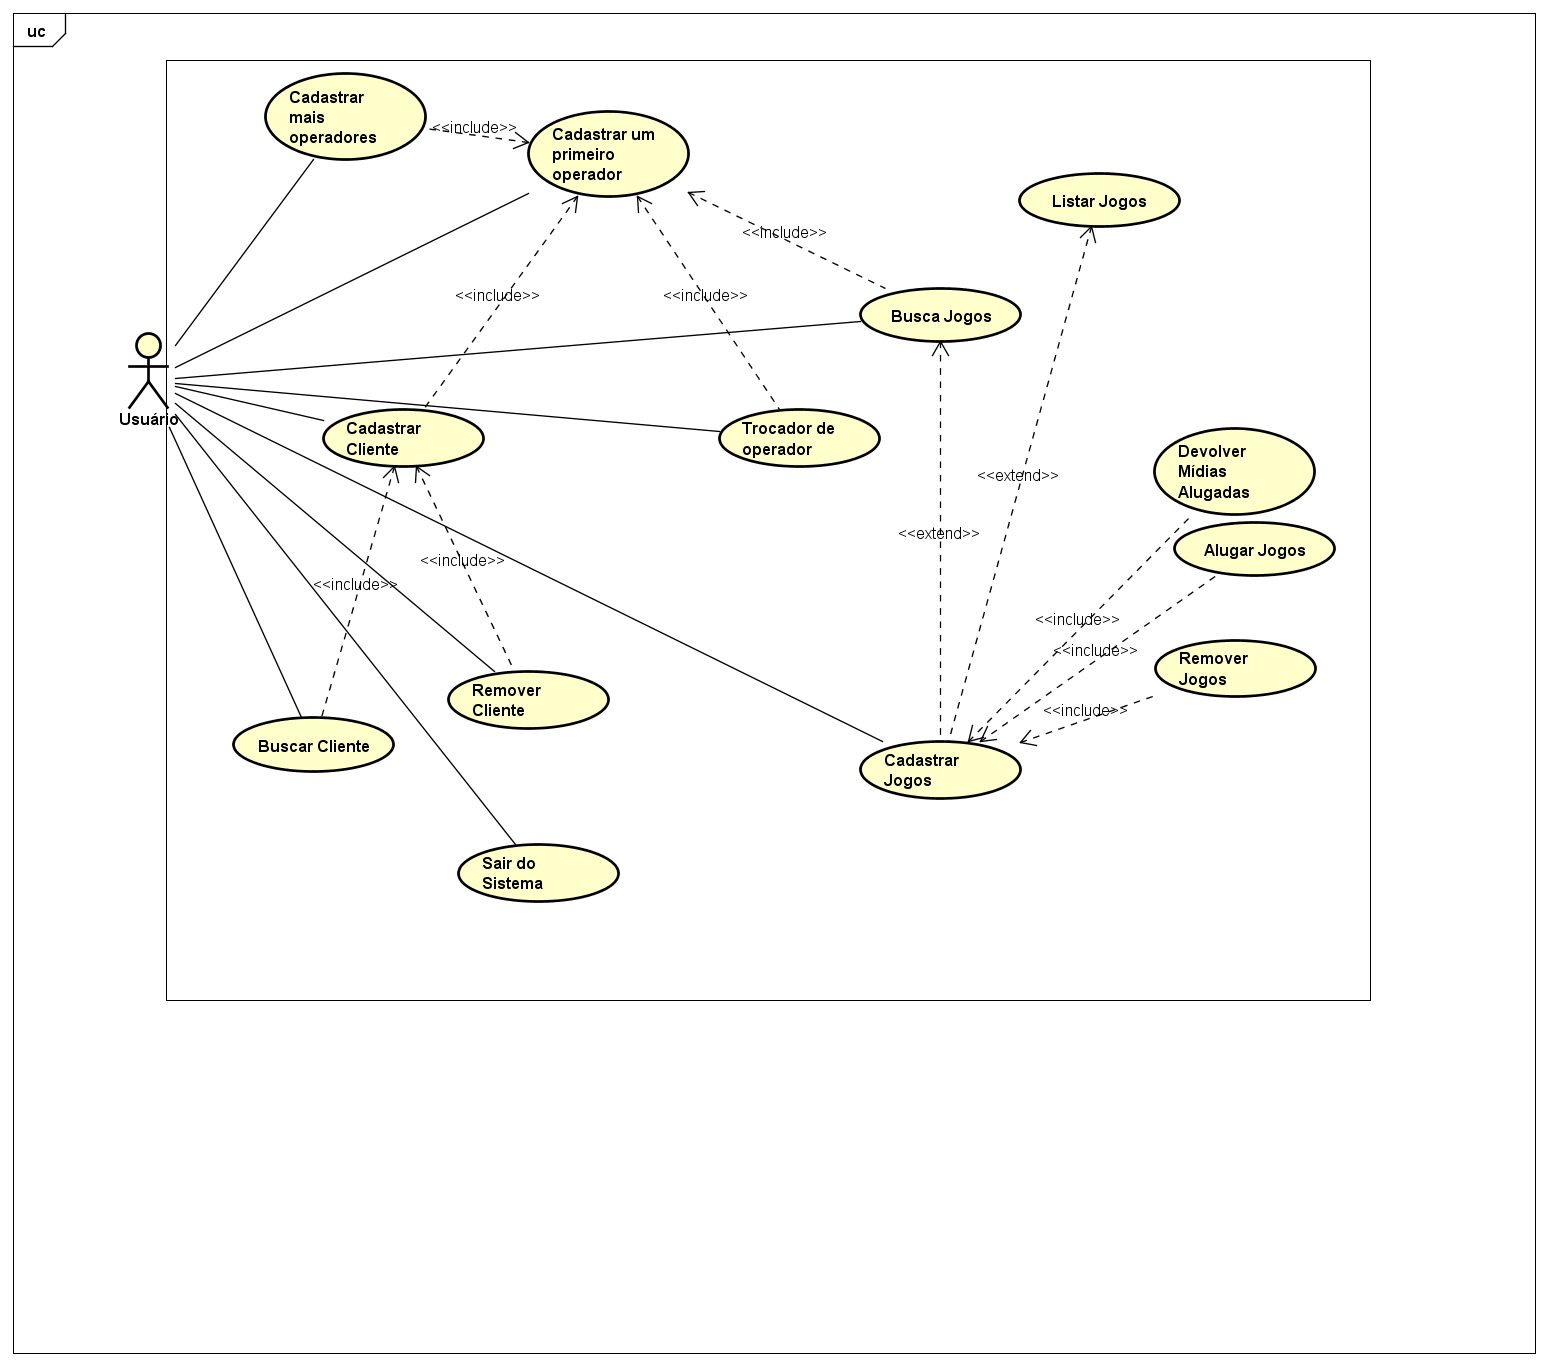 uc
Cadastrar
mais
operadores
<<include>>
Cadastrar um
primeiro
operador
Listar Jogos
<<include>>
<<include>>
<<include>>
Busca Jogos
Usuário
Cadastrar
Cliente
Trocador de
operador
Devolver
Mídias
Alugadas
<<extend>>
<<extend>>
Alugar Jogos
<<include>>
<<include>>
<<include>>
<<include>>
Remover
Jogos
<<include>>
Remover
Cliente
Buscar Cliente
Cadastrar
Jogos
Sair do
Sistema